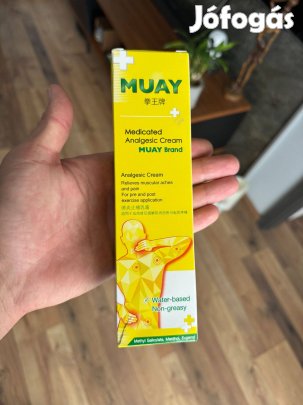 Jófogás
MUAY
拳王牌
Medicated
Analgesic Cream
MUAY Brand
Analgesic Cream
Relieves muscular aches
and pain
For pre and post
exercise application
Water-based
Non-greasy
Methyl Salicylate, Menthol, Eugenol